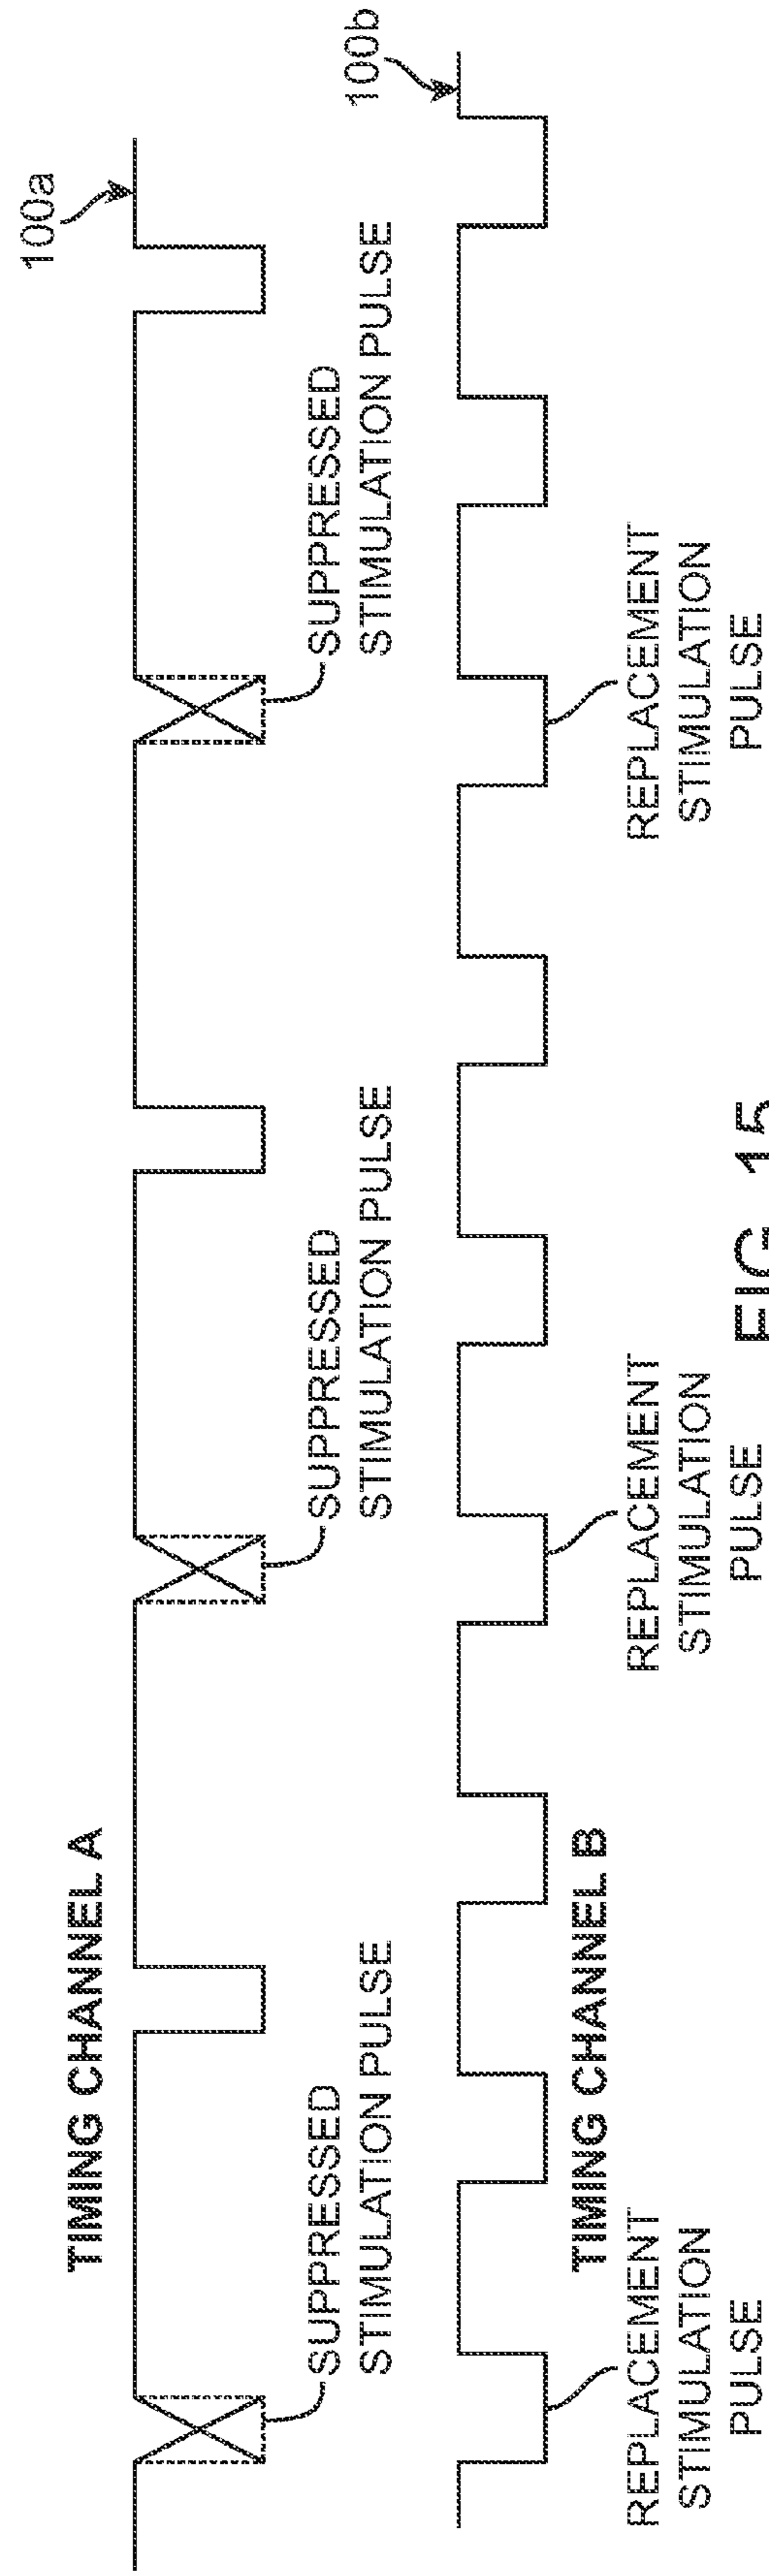 100a
TIMING CHANNEL A
SUPPRESSED
STIMULATION PULSE
SUPPRESSED
STIMULATION PULSE
SUPPRESSED
STIMULATION PULSE
100b
TIMING CHANNEL B
REPLACEMENT
STIMULATION
PULSE
REPLACEMENT
STIMULATION
PULSE
REPLACEMENT
STIMULATION
PULSE
FIG. 15